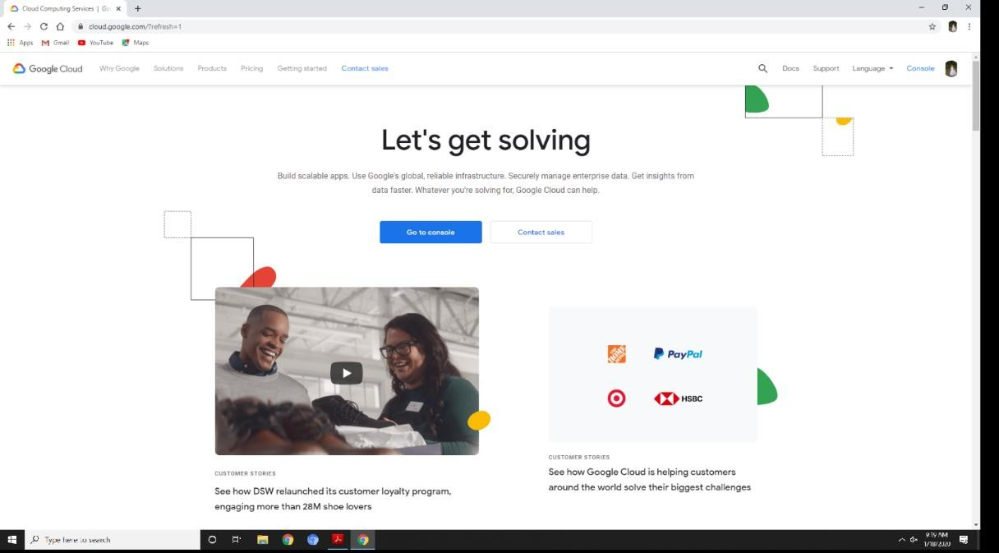 Cloud Computing Services | Go
cloud.google.com/?refresh=1
Apps Gmail YouTube Maps
Google Cloud Why Google Solutions Products Pricing Getting started Contact sales Docs Support Language Console
Let's get solving
Build scalable apps. Use Google's global, reliable infrastructure. Securely manage enterprise data. Get insights from
data faster. Whatever you're solving for, Google Cloud can help.
Go to console Contact sales
THE HOME DEPOT PayPal
HSBC
CUSTOMER STORIES
See how DSW relaunched its customer loyalty program,
engaging more than 28M shoe lovers
CUSTOMER STORIES
See how Google Cloud is helping customers
around the world solve their biggest challenges
Type here to search
9:19 AM
1/18/2020